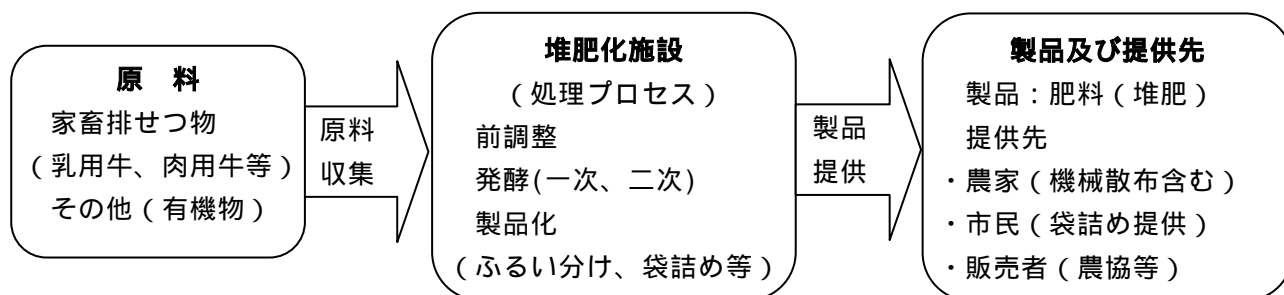 原　料
家畜排せつ物
（乳用牛、肉用牛等）
その他（有機物）
原料
収集
堆肥化施設
（処理プロセス）
前調整
発酵(一次、二次)
製品化
（ふるい分け、袋詰め等）
製品
提供
製品及び提供先
製品：肥料（堆肥）
提供先
・農家（機械散布含む）
・市民（袋詰め提供）
・販売者（農協等）